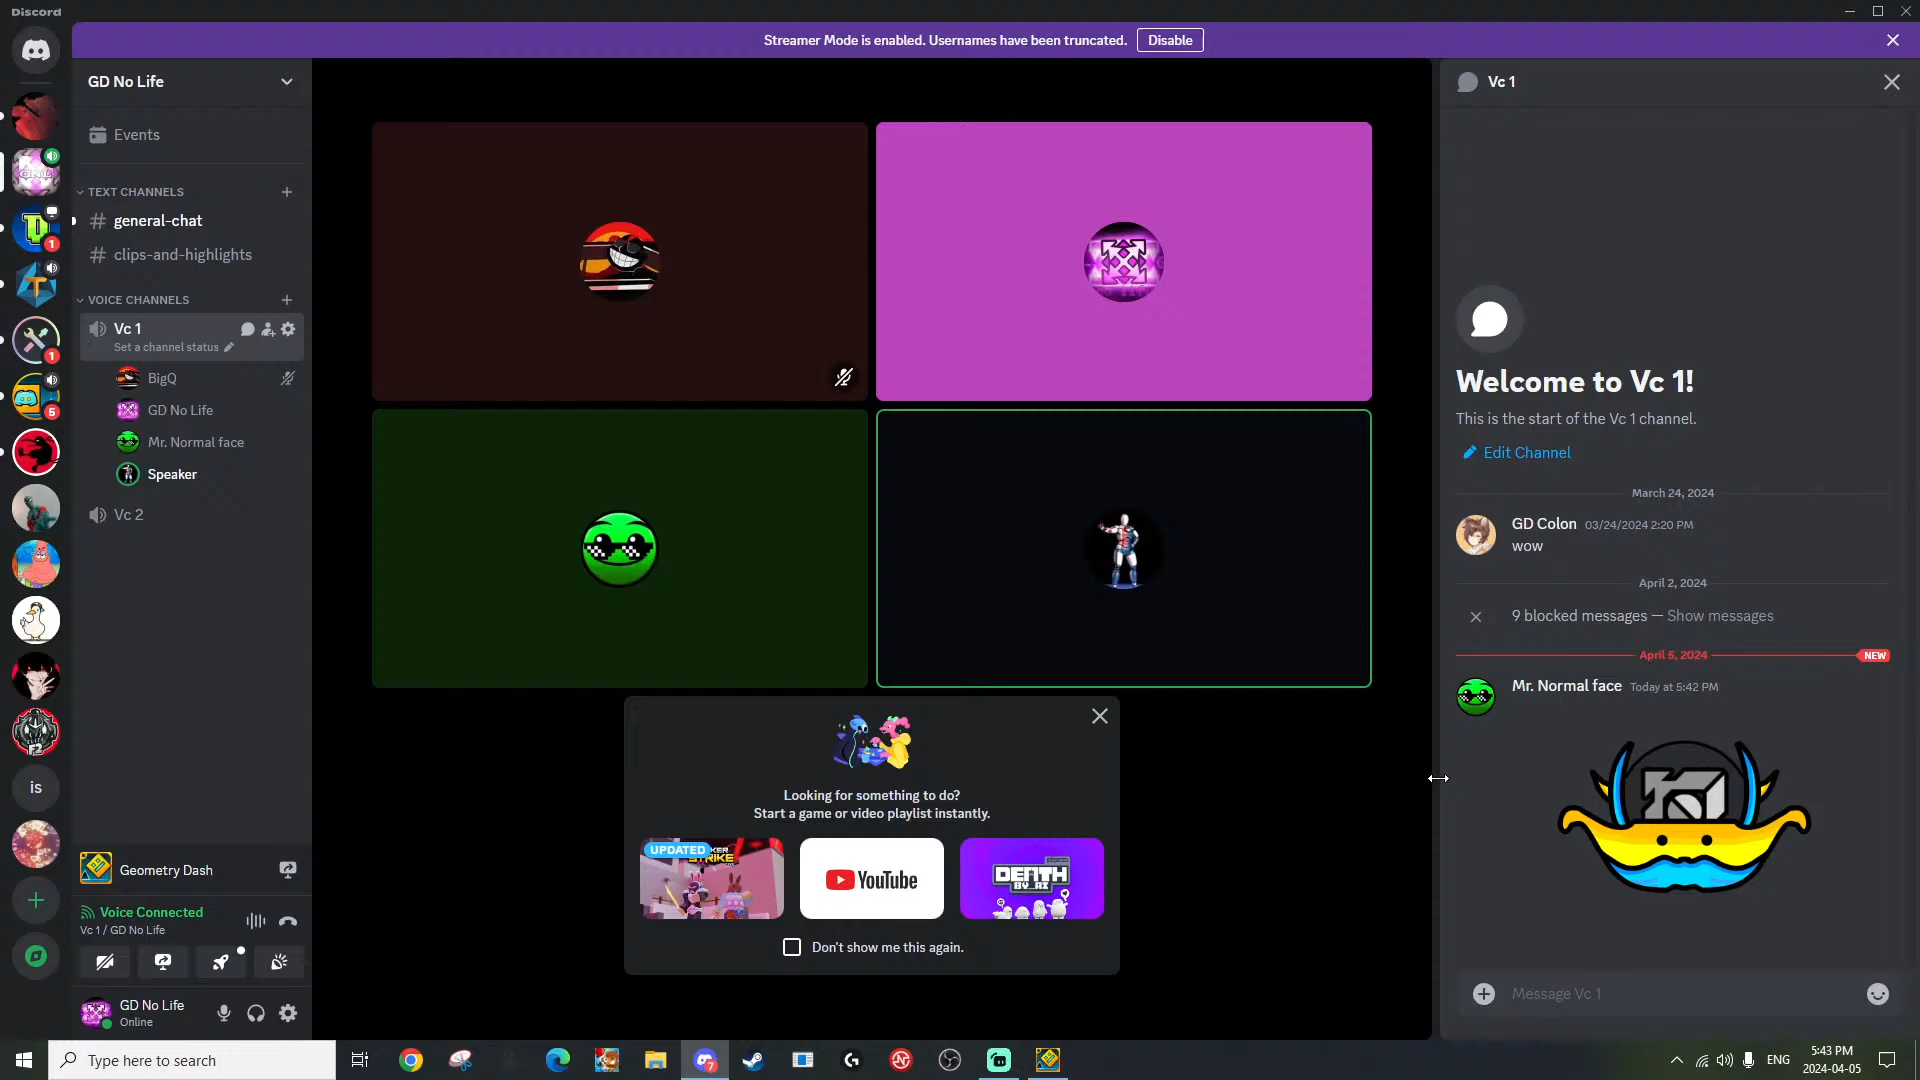 Discord
Streamer Mode is enabled. Usernames have been truncated.
Disable
GD No Life
Events
TEXT CHANNELS
general-chat
clips-and-highlights
VOICE CHANNELS
Vc 1
Set a channel status
BigQ
GD No Life
Mr. Normal face
Speaker
Vc 2
1
1
5
is
Geometry Dash
Voice Connected
Vc 1 / GD No Life
GD No Life
Online
Looking for something to do?
Start a game or video playlist instantly.
UPDATED
STRIKE
YouTube
DEATH
BY AI
Don't show me this again.
Vc 1
Welcome to Vc 1!
This is the start of the Vc 1 channel.
Edit Channel
March 24, 2024
GD Colon 03/24/2024 2:20 PM
wow
April 2, 2024
9 blocked messages — Show messages
April 5, 2024
NEW
Mr. Normal face Today at 5:42 PM
Message Vc 1
Type here to search
7
ENG
5:43 PM
2024-04-05